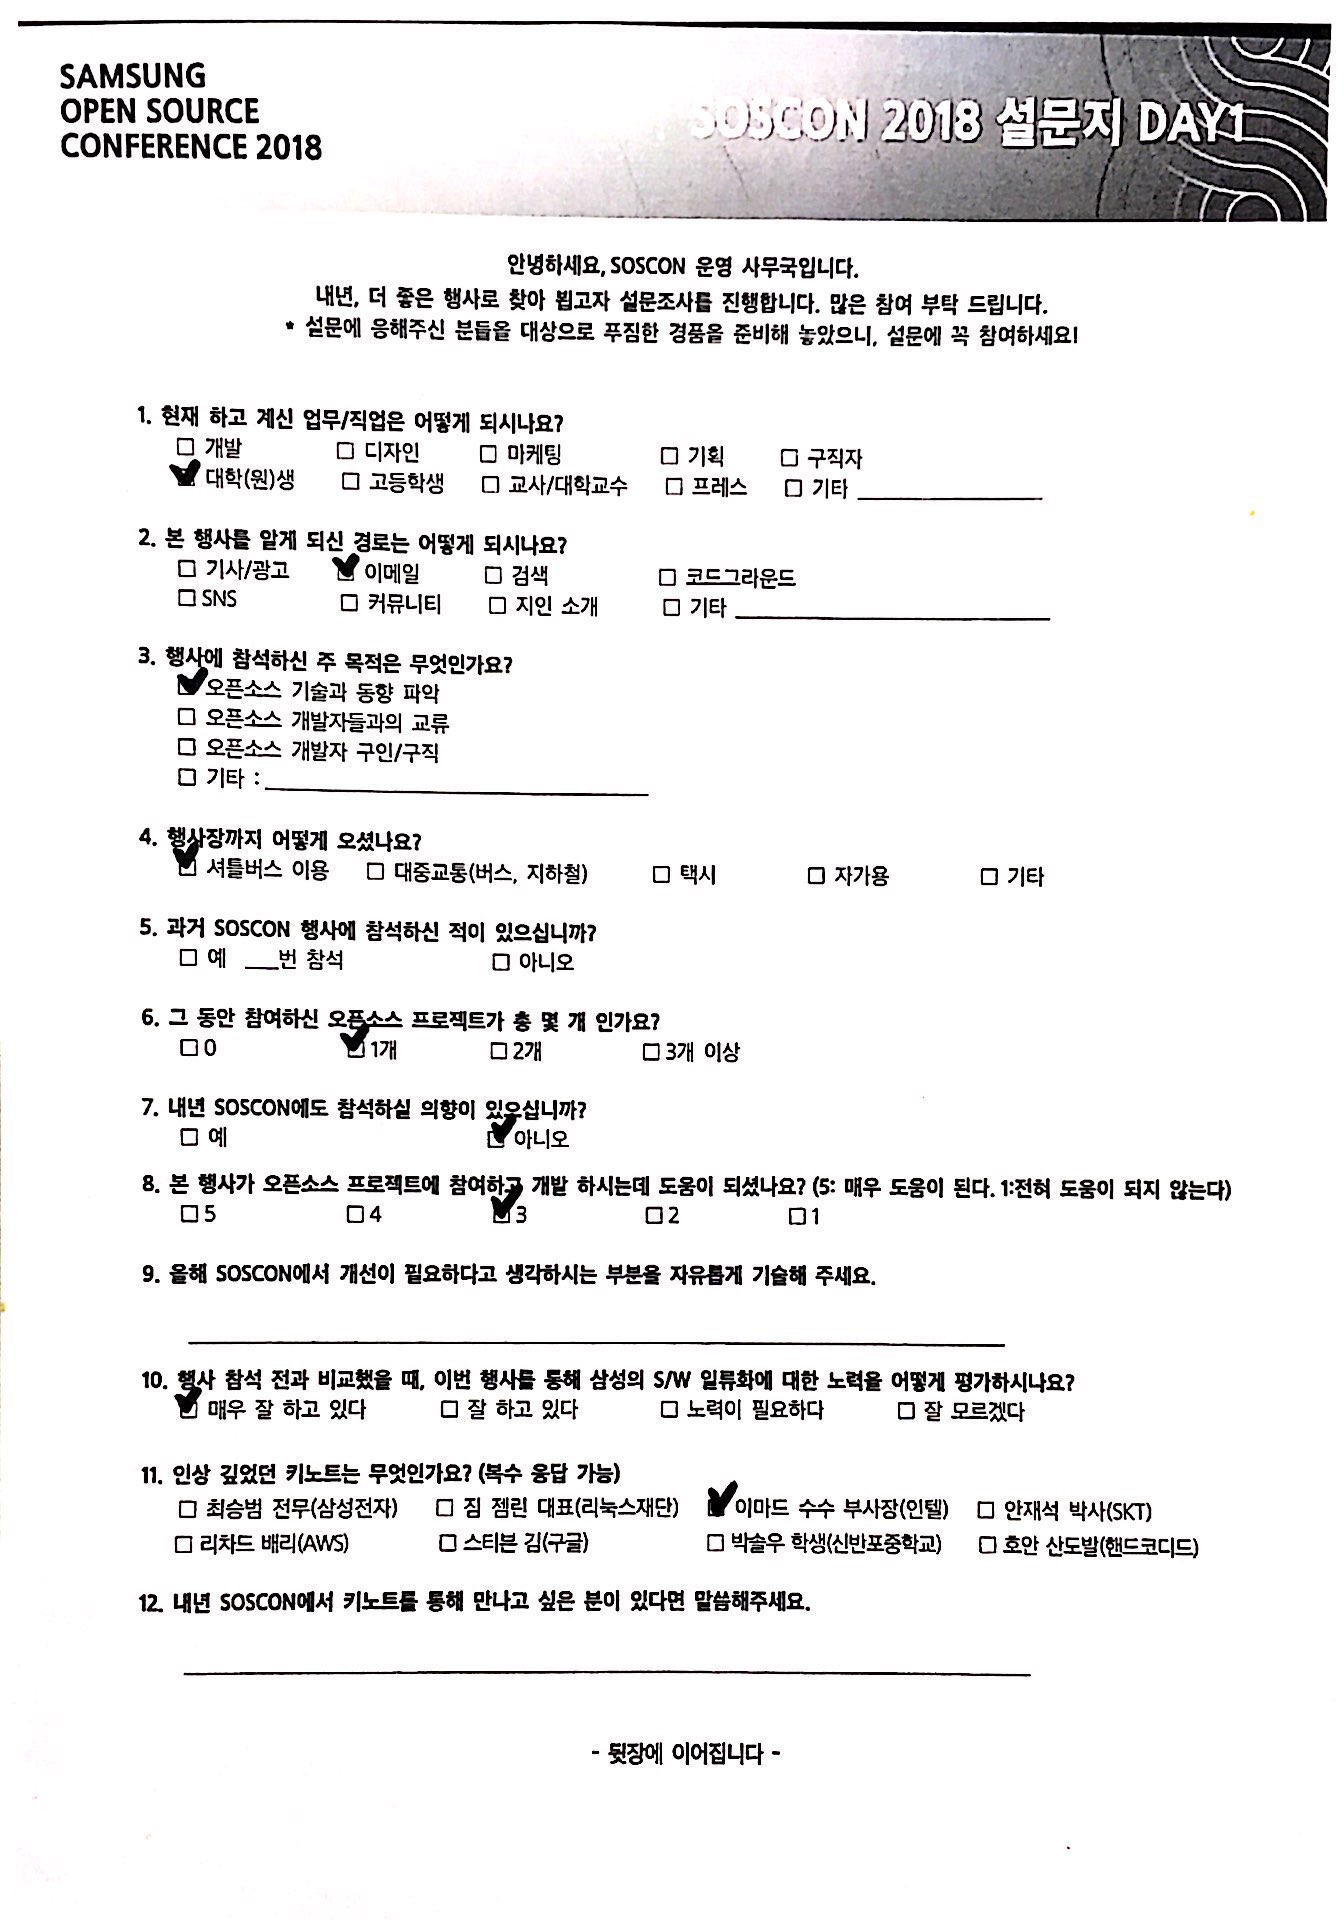 SAMSUNG
OPEN SOURCE
CONFERENCE 2018
SOSCON 2018 설문지 DAY1
안녕하세요, SOSCON 운영 사무국입니다.
내년, 더 좋은 행사로 찾아 뵙고자 설문조사를 진행합니다. 많은 참여 부탁 드립니다.
* 설문에 응해주신 분들을 대상으로 푸짐한 경품을 준비해 놓았으니, 설문에 꼭 참여하세요!
1. 현재 하고 계신 업무/직업은 어떻게 되시나요?
☐ 개발 ☐ 디자인 ☐ 마케팅 ☐ 기획 ☐ 구직자
☑ 대학(원)생 ☐ 고등학생 ☐ 교사/대학교수 ☐ 프레스 ☐ 기타 ____
2. 본 행사를 알게 되신 경로는 어떻게 되시나요?
☐ 기사/광고 ☑ 이메일 ☐ 검색 ☐ 코드그라운드
☐ SNS ☐ 커뮤니티 ☐ 지인 소개 ☐ 기타 ____
3. 행사에 참석하신 주 목적은 무엇인가요?
☑ 오픈소스 기술과 동향 파악
☐ 오픈소스 개발자들과의 교류
☐ 오픈소스 개발자 구인/구직
☐ 기타 : ____
4. 행사장까지 어떻게 오셨나요?
☑ 셔틀버스 이용 ☐ 대중교통(버스, 지하철) ☐ 택시 ☐ 자가용 ☐ 기타
5. 과거 SOSCON 행사에 참석하신 적이 있으십니까?
☐ 예 ___번 참석 ☐ 아니오
6. 그 동안 참여하신 오픈소스 프로젝트가 총 몇 개 인가요?
☐ 0 ☑ 1개 ☐ 2개 ☐ 3개 이상
7. 내년 SOSCON에도 참석하실 의향이 있으십니까?
☐ 예 ☑ 아니오
8. 본 행사가 오픈소스 프로젝트에 참여하고 개발 하시는데 도움이 되셨나요? (5: 매우 도움이 된다. 1:전혀 도움이 되지 않는다)
☐ 5 ☐ 4 ☑ 3 ☐ 2 ☐ 1
9. 올해 SOSCON에서 개선이 필요하다고 생각하시는 부분을 자유롭게 기술해 주세요.
10. 행사 참석 전과 비교했을 때, 이번 행사를 통해 삼성의 S/W 일류화에 대한 노력을 어떻게 평가하시나요?
☑ 매우 잘 하고 있다 ☐ 잘 하고 있다 ☐ 노력이 필요하다 ☐ 잘 모르겠다
11. 인상 깊었던 키노트는 무엇인가요? (복수 응답 가능)
☐ 최승범 전무(삼성전자) ☐ 짐 젬린 대표(리눅스재단) ☑ 이마드 수수 부사장(인텔) ☐ 안재석 박사(SKT)
☐ 리차드 배리(AWS) ☐ 스티븐 김(구글) ☐ 박솔우 학생(신반포중학교) ☐ 호안 산도발(핸드코디드)
12. 내년 SOSCON에서 키노트를 통해 만나고 싶은 분이 있다면 말씀해주세요.
- 뒷장에 이어집니다 -